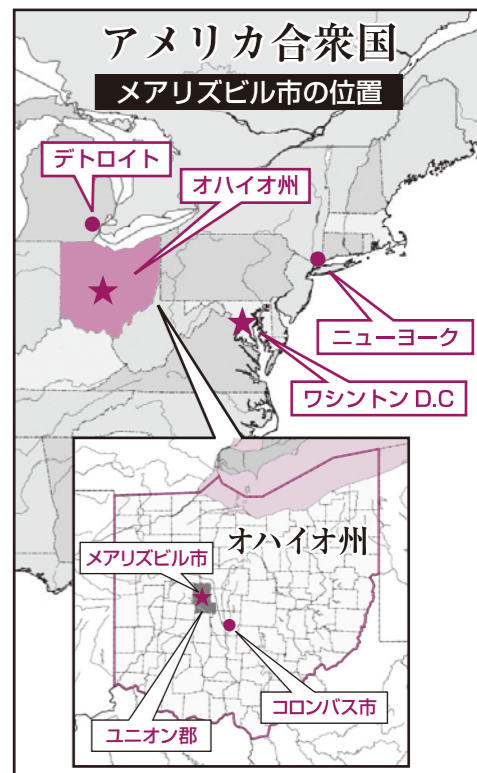 アメリカ合衆国
メアリズビル市の位置
デトロイト
オハイオ州
ニューヨーク
ワシントン D.C
オハイオ州
メアリズビル市
コロンバス市
ユニオン郡